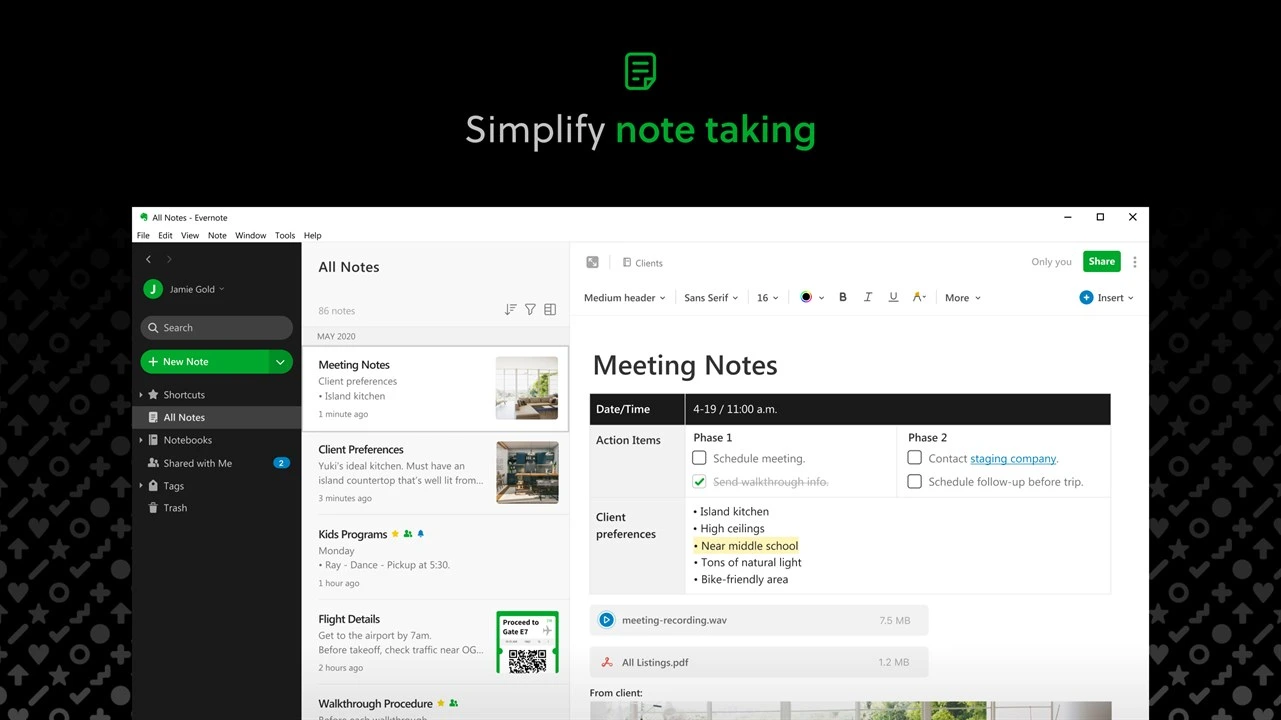 Simplify note taking
All Notes - Evernote
File Edit View Note Window Tools Help
J Jamie Gold
Search
New Note
Shortcuts
All Notes
Notebooks
Shared with Me 2
Tags
Trash
All Notes
86 notes
MAY 2020
Meeting Notes
Client preferences
• Island kitchen
1 minute ago
Client Preferences
Yuki's ideal kitchen. Must have an
island countertop that's well lit from...
3 minutes ago
Kids Programs
Monday
• Ray - Dance - Pickup at 5:30.
1 hour ago
Flight Details
Get to the airport by 7am.
Before takeoff, check traffic near OG...
2 hours ago
Proceed to
Gate E7
Walkthrough Procedure
Before each walkthrough
Clients
Only you
Share
Medium header Sans Serif 16 B I U A More Insert
Meeting Notes
Date/Time 4-19 / 11:00 a.m.
Action Items
Phase 1
Schedule meeting.
Send walkthrough info.
Phase 2
Contact staging company.
Schedule follow-up before trip.
Client
preferences
• Island kitchen
• High ceilings
• Near middle school
• Tons of natural light
• Bike-friendly area
meeting-recording.wav 7.5 MB
All Listings.pdf 1.2 MB
From client: